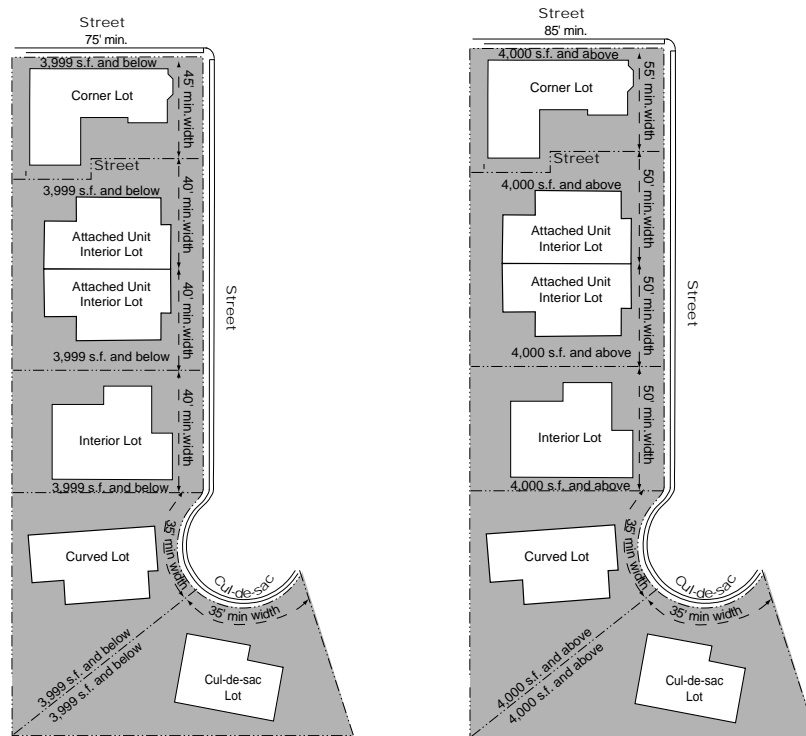 Street
75' min.
3,999 s.f. and below
Corner Lot
45' min.width
Street
3,999 s.f. and below
40' min.width
Attached Unit
Interior Lot
Attached Unit
Interior Lot
40' min.width
Street
3,999 s.f. and below
40' min.width
Interior Lot
3,999 s.f. and below
35' min width
Curved Lot
Cul-de-sac
35' min width
3,999 s.f. and below
3,999 s.f. and below
Cul-de-sac
Lot
Street
85' min.
4,000 s.f. and above
Corner Lot
55' min.width
Street
4,000 s.f. and above
50' min.width
Attached Unit
Interior Lot
Attached Unit
Interior Lot
50' min.width
Street
4,000 s.f. and above
50' min.width
Interior Lot
4,000 s.f. and above
35' min width
Curved Lot
Cul-de-sac
35' min width
4,000 s.f. and above
4,000 s.f. and above
Cul-de-sac
Lot